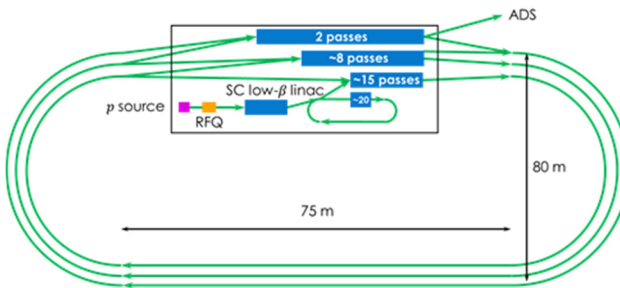 ADS
2 passes
~8 passes
~15 passes
SC low-β linac
~20
p source
RFQ
80 m
75 m